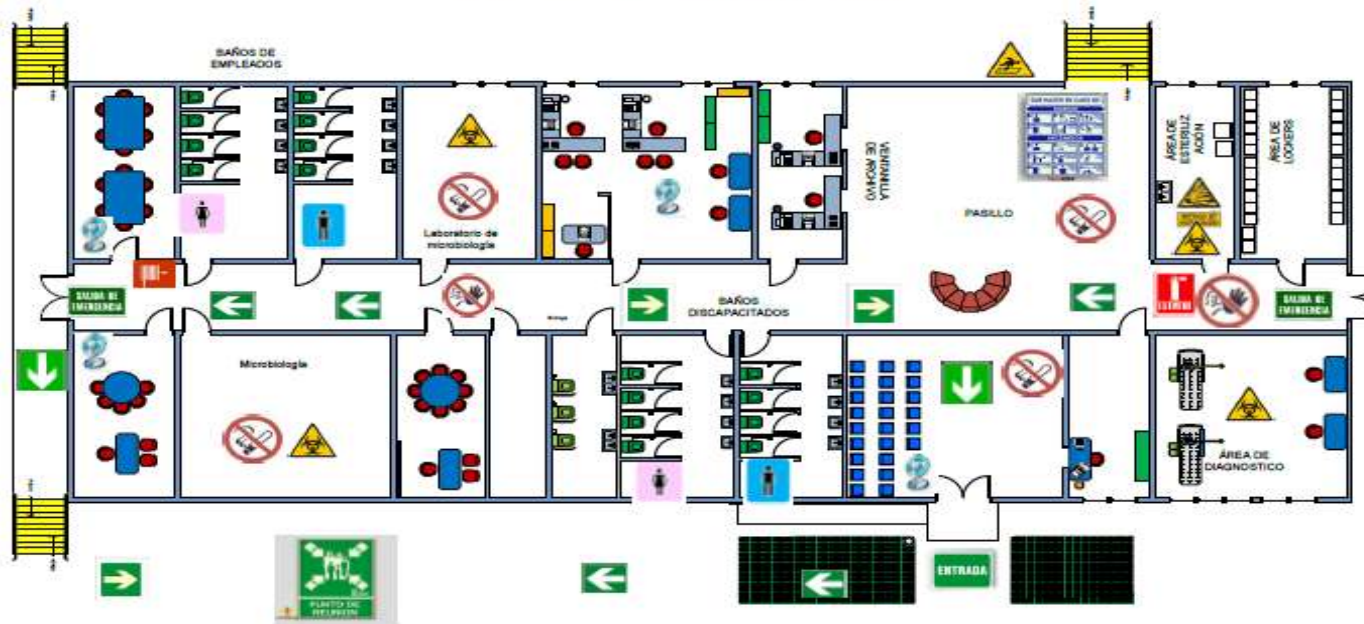 BAÑOS DE
EMPLEADOS
Laboratorio de
microbiología
VENTANILLA
DE ARCHIVO
PASILLO
ÁREA DE
ESTERILIZ
ACIÓN
ÁREA DE
LOCKERS
SALIDA DE
EMERGENCIA
BAÑOS
DISCAPACITADOS
SALIDA DE
EMERGENCIA
Microbiología
ÁREA DE
DIAGNOSTICO
PUNTO DE
REUNION
ENTRADA